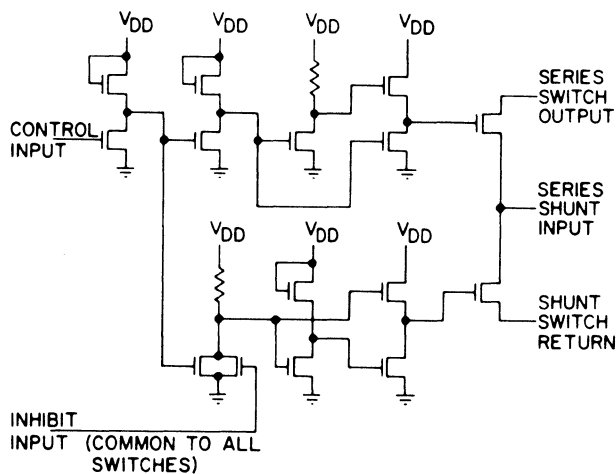 VDD VDD VDD VDD
CONTROL
INPUT
SERIES
SWITCH
OUTPUT
SERIES
SHUNT
INPUT
VDD VDD VDD
SHUNT
SWITCH
RETURN
INHIBIT
INPUT (COMMON TO ALL
SWITCHES)